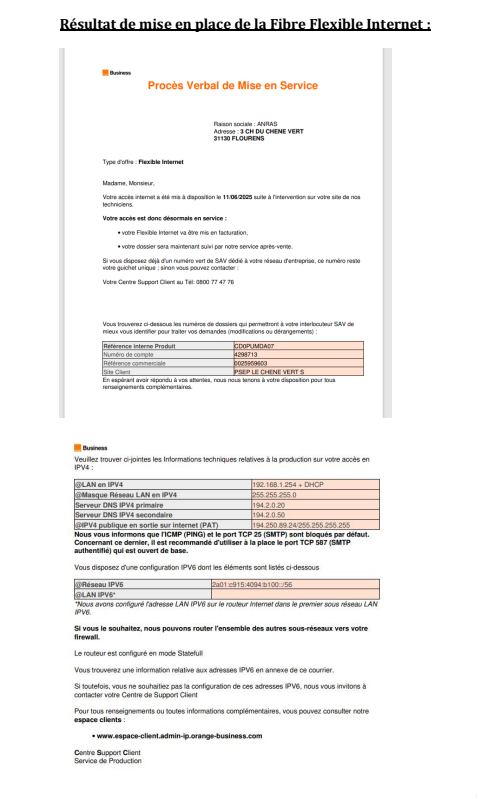 Résultat de mise en place de la Fibre Flexible Internet :
Business
Procès Verbal de Mise en Service
Raison sociale : ANRAS
Adresse : 3 CH DU CHENE VERT
31130 FLOURENS
Type d'offre : Flexible Internet
Madame, Monsieur,
Votre accès internet a été mis à disposition le 11/06/2025 suite à l'intervention sur votre site de nos
techniciens.
Votre accès est donc désormais en service :
• votre Flexible Internet va être mis en facturation,
• votre dossier sera maintenant suivi par notre service après-vente.
Si vous disposez déjà d'un numéro vert de SAV dédié à votre réseau d'entreprise, ce numéro reste
votre guichet unique ; sinon vous pouvez contacter :
Votre Centre Support Client au Tél: 0800 77 47 76
Vous trouverez ci-dessous les numéros de dossiers qui permettront à votre interlocuteur SAV de
mieux vous identifier pour traiter vos demandes (modifications ou dérangements) :
Référence interne Produit CD0PUMDA07
Numéro de compte 4298713
Référence commerciale 0025959603
Site Client PSEP LE CHENE VERT S
En espérant avoir répondu à vos attentes, nous nous tenons à votre disposition pour tous
renseignements complémentaires.
Business
Veuillez trouver ci-jointes les Informations techniques relatives à la production sur votre accès en
IPV4 :
@LAN en IPV4 192.168.1.254 + DHCP
@Masque Réseau LAN en IPV4 255.255.255.0
Serveur DNS IPV4 primaire 194.2.0.20
Serveur DNS IPV4 secondaire 194.2.0.50
@IPV4 publique en sortie sur internet (PAT) 194.250.89.24/255.255.255.255
Nous vous informons que l'ICMP (PING) et le port TCP 25 (SMTP) sont bloqués par défaut.
Concernant ce dernier, il est recommandé d'utiliser à la place le port TCP 587 (SMTP
authentifié) qui est ouvert de base.
Vous disposez d'une configuration IPV6 dont les éléments sont listés ci-dessous
@Réseau IPV6 2a01:c915:4094:b100::/56
@LAN IPV6*
*Nous avons configuré l'adresse LAN IPV6 sur le routeur Internet dans le premier sous réseau LAN
IPV6.
Si vous le souhaitez, nous pouvons router l'ensemble des autres sous-réseaux vers votre
firewall.
Le routeur est configuré en mode Statefull
Vous trouverez une information relative aux adresses IPV6 en annexe de ce courrier.
Si toutefois, vous ne souhaitiez pas la configuration de ces adresses IPV6, nous vous invitons à
contacter votre Centre de Support Client
Pour tous renseignements ou toutes informations complémentaires, vous pouvez consulter notre
espace clients :
• www.espace-client.admin-ip.orange-business.com
Centre Support Client
Service de Production